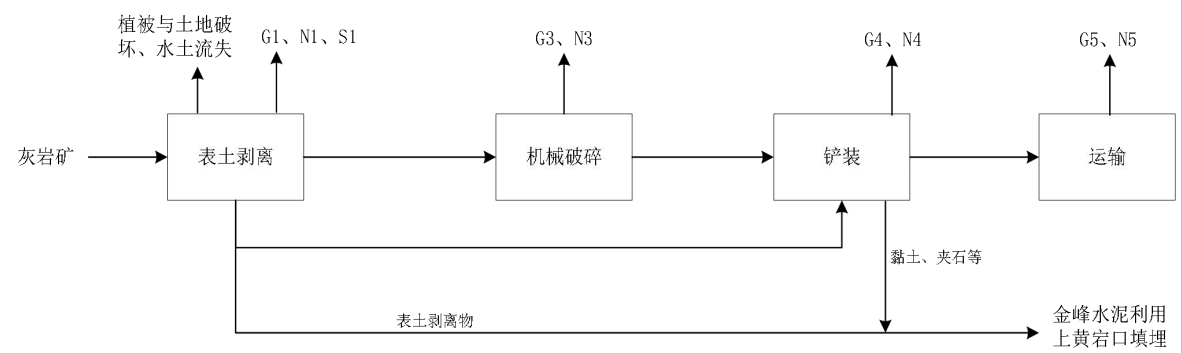 植被与土地破
坏、水土流失
G1、N1、S1
G3、N3
G4、N4
G5、N5
灰岩矿
表土剥离
机械破碎
铲装
运输
黏土、夹石等
表土剥离物
金峰水泥利用
上黄宕口填埋